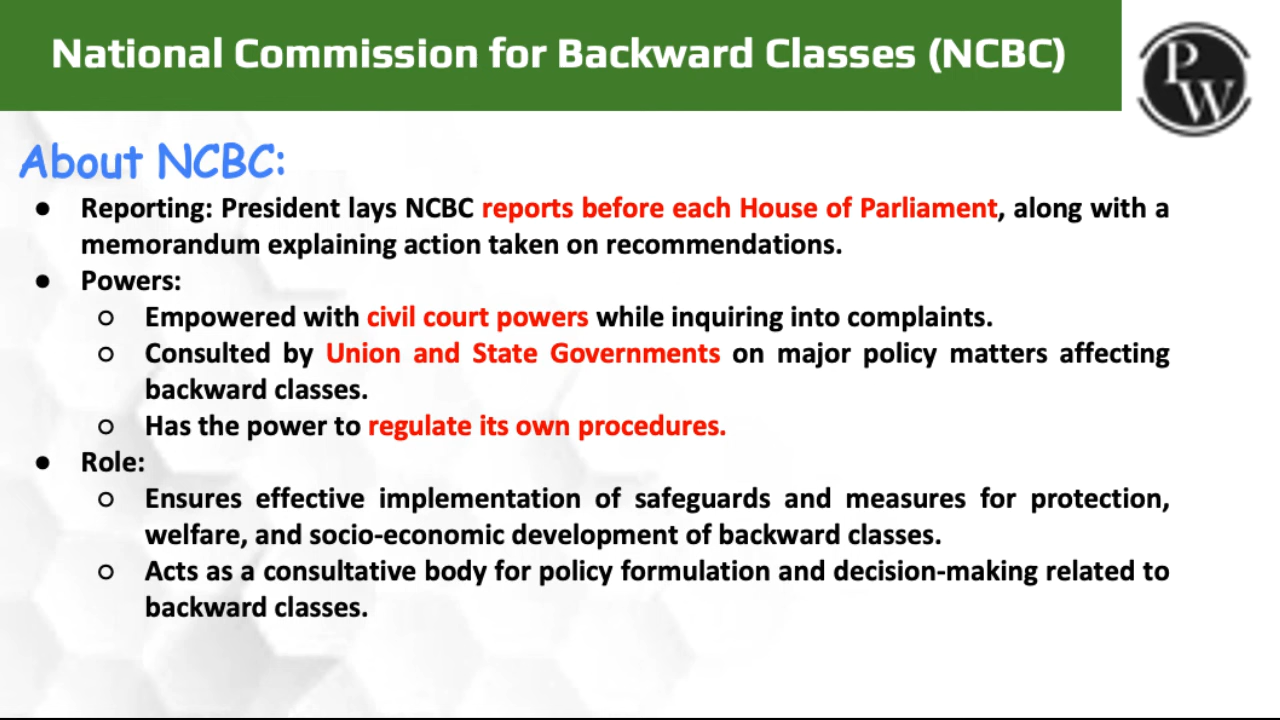 National Commission for Backward Classes (NCBC)
PW
About NCBC:
● Reporting: President lays NCBC reports before each House of Parliament, along with a
memorandum explaining action taken on recommendations.
● Powers:
○ Empowered with civil court powers while inquiring into complaints.
○ Consulted by Union and State Governments on major policy matters affecting
backward classes.
○ Has the power to regulate its own procedures.
● Role:
○ Ensures effective implementation of safeguards and measures for protection,
welfare, and socio-economic development of backward classes.
○ Acts as a consultative body for policy formulation and decision-making related to
backward classes.